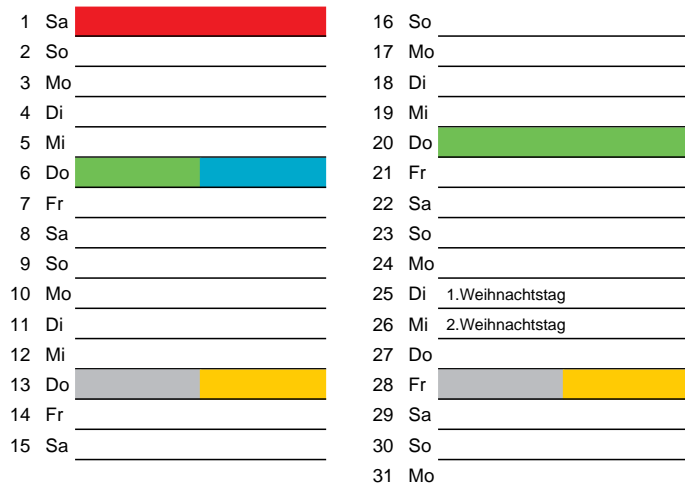 1 Sa
2 So
3 Mo
4 Di
5 Mi
6 Do
7 Fr
8 Sa
9 So
10 Mo
11 Di
12 Mi
13 Do
14 Fr
15 Sa
16 So
17 Mo
18 Di
19 Mi
20 Do
21 Fr
22 Sa
23 So
24 Mo
25 Di 1.Weihnachtstag
26 Mi 2.Weihnachtstag
27 Do
28 Fr
29 Sa
30 So
31 Mo